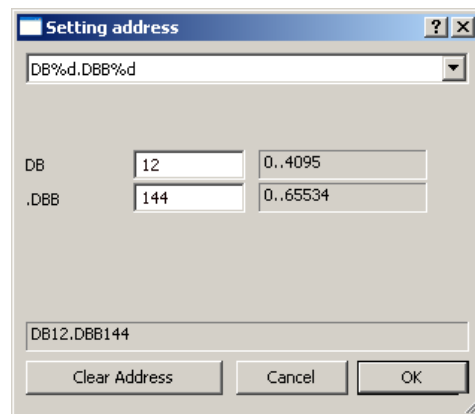 Setting address
DB%d.DBB%d
DB 12 0..4095
.DBB 144 0..65534
DB12.DBB144
Clear Address Cancel OK